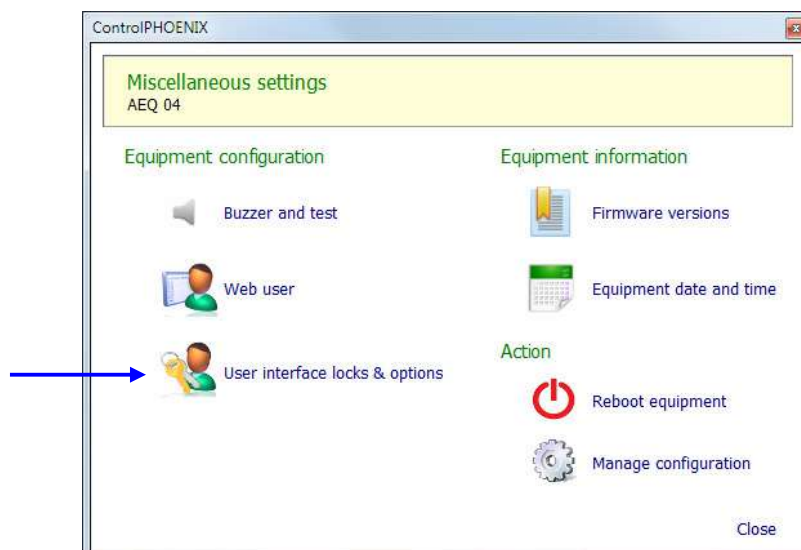 ControlPHOENIX
Miscellaneous settings
AEQ 04
Equipment configuration
Buzzer and test
Web user
User interface locks & options
Equipment information
Firmware versions
Equipment date and time
Action
Reboot equipment
Manage configuration
Close